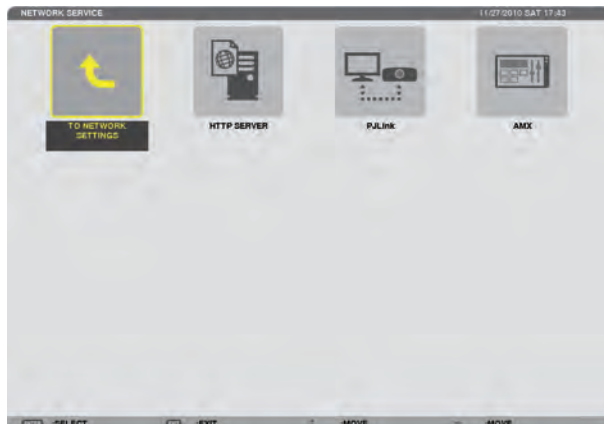 NETWORK SERVICE
11/27/2010 SAT 17:43
TO NETWORK
SETTINGS
HTTP SERVER
PJLink
AMX
:SELECT
:EXIT
:MOVE
:MOVE